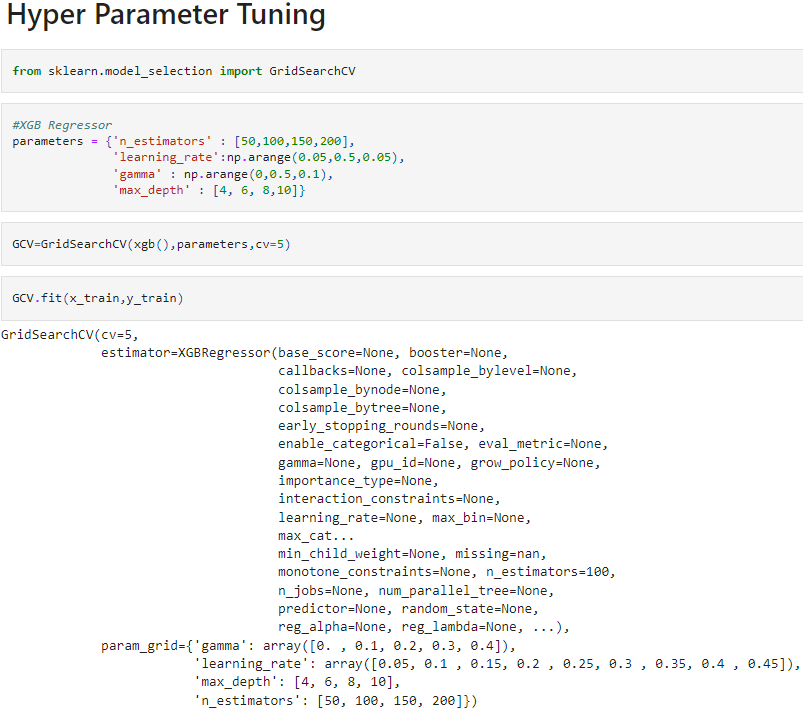 Hyper Parameter Tuning
from sklearn.model_selection import GridSearchCV
#XGB Regressor
parameters = {'n_estimators' : [50,100,150,200],
'learning_rate':np.arange(0.05,0.5,0.05),
'gamma' : np.arange(0,0.5,0.1),
'max_depth' : [4, 6, 8,10]}
GCV=GridSearchCV(xgb(),parameters,cv=5)
GCV.fit(x_train,y_train)
GridSearchCV(cv=5,
estimator=XGBRegressor(base_score=None, booster=None,
callbacks=None, colsample_bylevel=None,
colsample_bynode=None,
colsample_bytree=None,
early_stopping_rounds=None,
enable_categorical=False, eval_metric=None,
gamma=None, gpu_id=None, grow_policy=None,
importance_type=None,
interaction_constraints=None,
learning_rate=None, max_bin=None,
max_cat...
min_child_weight=None, missing=nan,
monotone_constraints=None, n_estimators=100,
n_jobs=None, num_parallel_tree=None,
predictor=None, random_state=None,
reg_alpha=None, reg_lambda=None, ...),
param_grid={'gamma': array([0. , 0.1, 0.2, 0.3, 0.4]),
'learning_rate': array([0.05, 0.1 , 0.15, 0.2 , 0.25, 0.3 , 0.35, 0.4 , 0.45]),
'max_depth': [4, 6, 8, 10],
'n_estimators': [50, 100, 150, 200]})